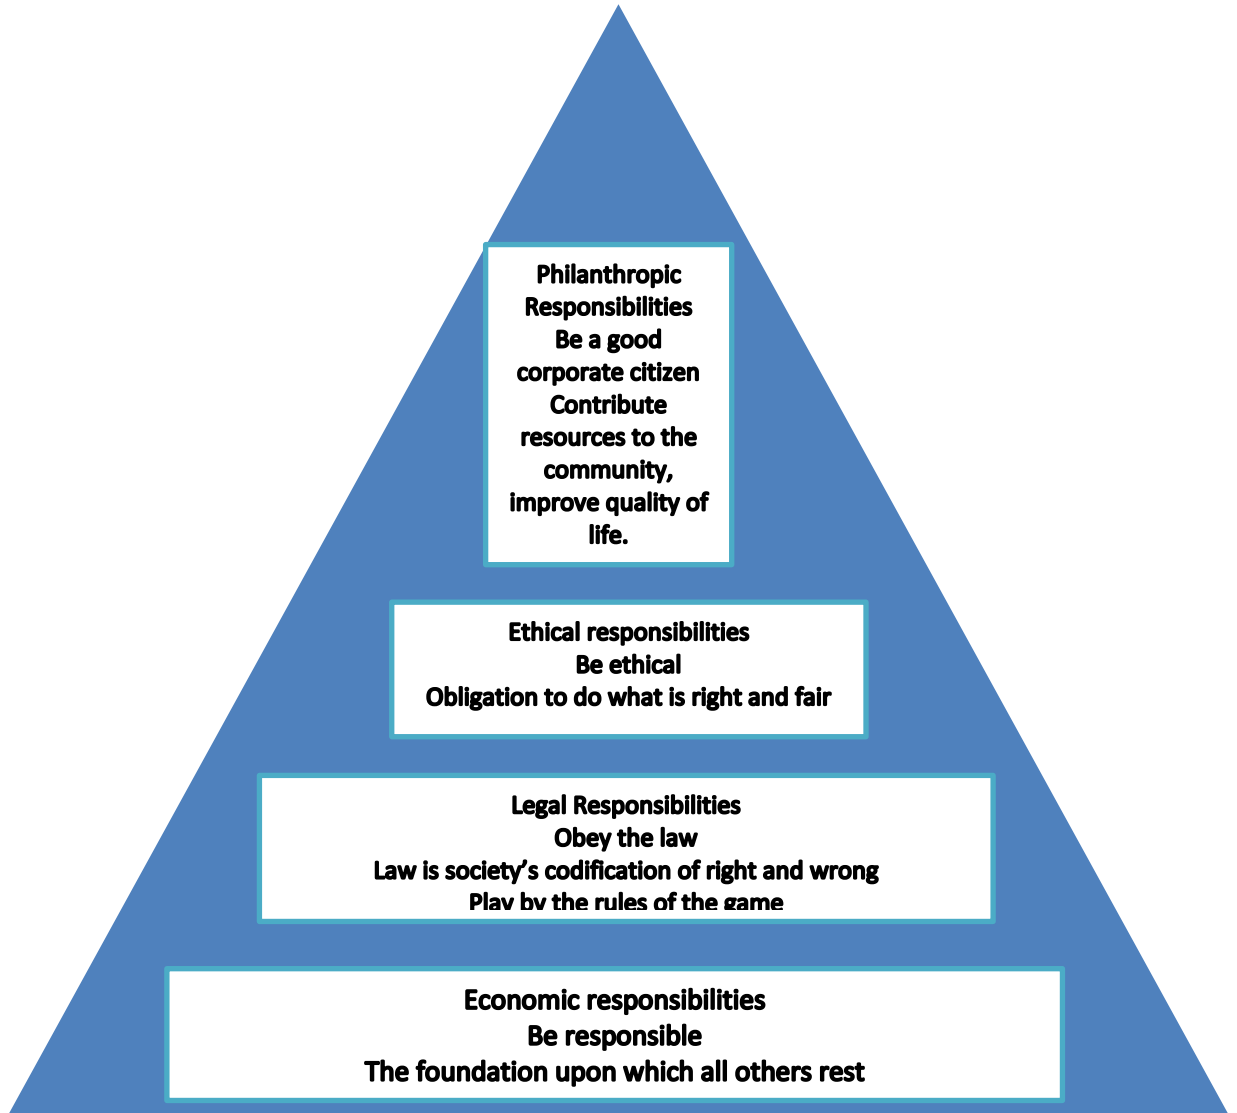 Philanthropic
Responsibilities
Be a good
corporate citizen
Contribute
resources to the
community,
improve quality of
life.
Ethical responsibilities
Be ethical
Obligation to do what is right and fair
Legal Responsibilities
Obey the law
Law is society’s codification of right and wrong
Play by the rules of the game
Economic responsibilities
Be responsible
The foundation upon which all others rest